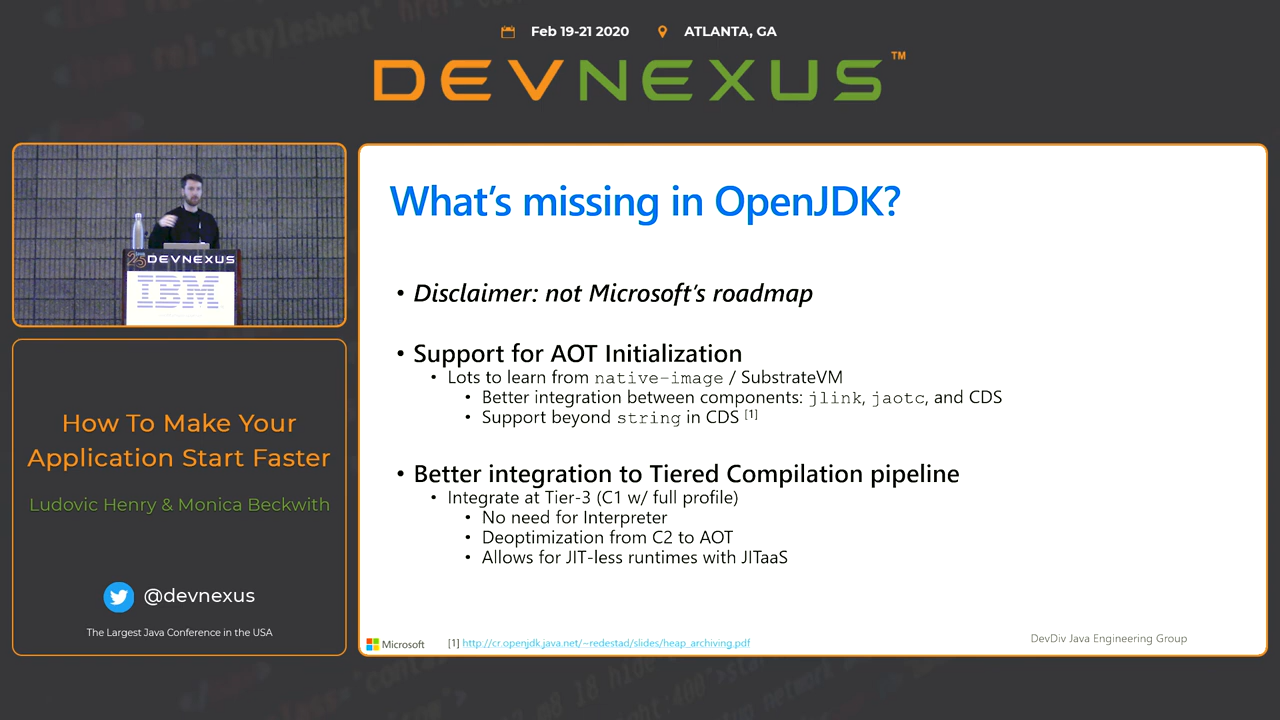 Feb 19-21 2020 ATLANTA, GA
DEVNEXUS™
DEVNEXUS
IBM
How To Make Your
Application Start Faster
Ludovic Henry & Monica Beckwith
@devnexus
The Largest Java Conference in the USA
What's missing in OpenJDK?
• Disclaimer: not Microsoft's roadmap
• Support for AOT Initialization
• Lots to learn from native-image / SubstrateVM
• Better integration between components: jlink, jaotc, and CDS
• Support beyond string in CDS [1]
• Better integration to Tiered Compilation pipeline
• Integrate at Tier-3 (C1 w/ full profile)
• No need for Interpreter
• Deoptimization from C2 to AOT
• Allows for JIT-less runtimes with JITaaS
Microsoft
[1] http://cr.openjdk.java.net/~redestad/slides/heap_archiving.pdf
DevDiv Java Engineering Group